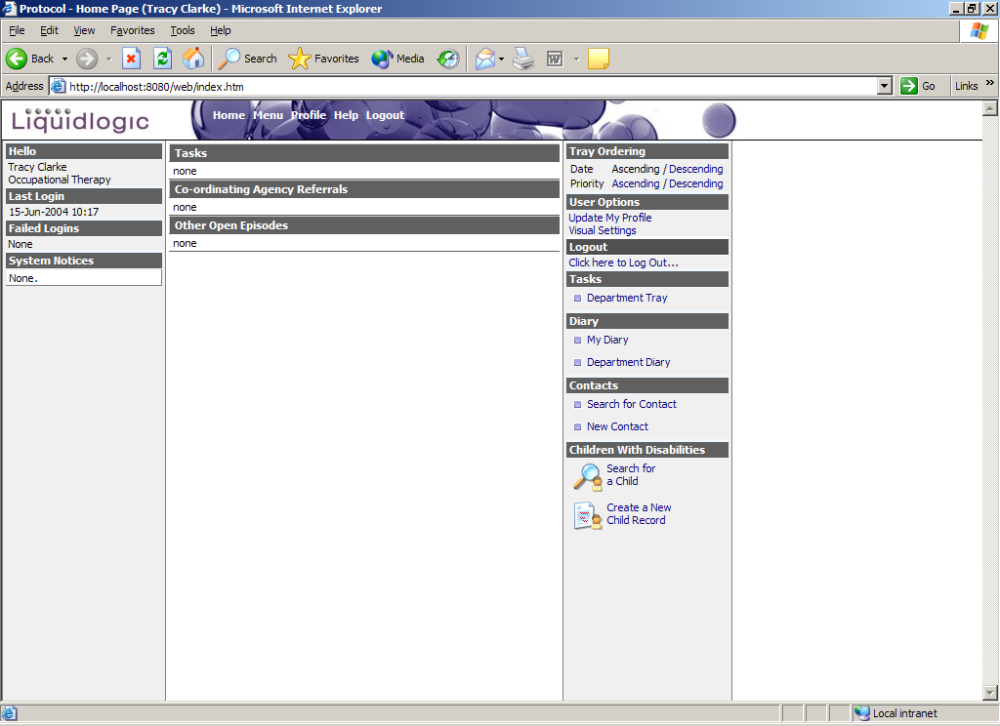 Protocol - Home Page (Tracy Clarke) - Microsoft Internet Explorer
File Edit View Favorites Tools Help
Back Search Favorites Media
Address http://localhost:8080/web/index.htm Go Links »
Liquidlogic
Home Menu Profile Help Logout
Hello
Tracy Clarke
Occupational Therapy
Last Login
15-Jun-2004 10:17
Failed Logins
None
System Notices
None.
Tasks
none
Co-ordinating Agency Referrals
none
Other Open Episodes
none
Tray Ordering
Date Ascending / Descending
Priority Ascending / Descending
User Options
Update My Profile
Visual Settings
Logout
Click here to Log Out...
Tasks
Department Tray
Diary
My Diary
Department Diary
Contacts
Search for Contact
New Contact
Children With Disabilities
Search for
a Child
Create a New
Child Record
Local intranet